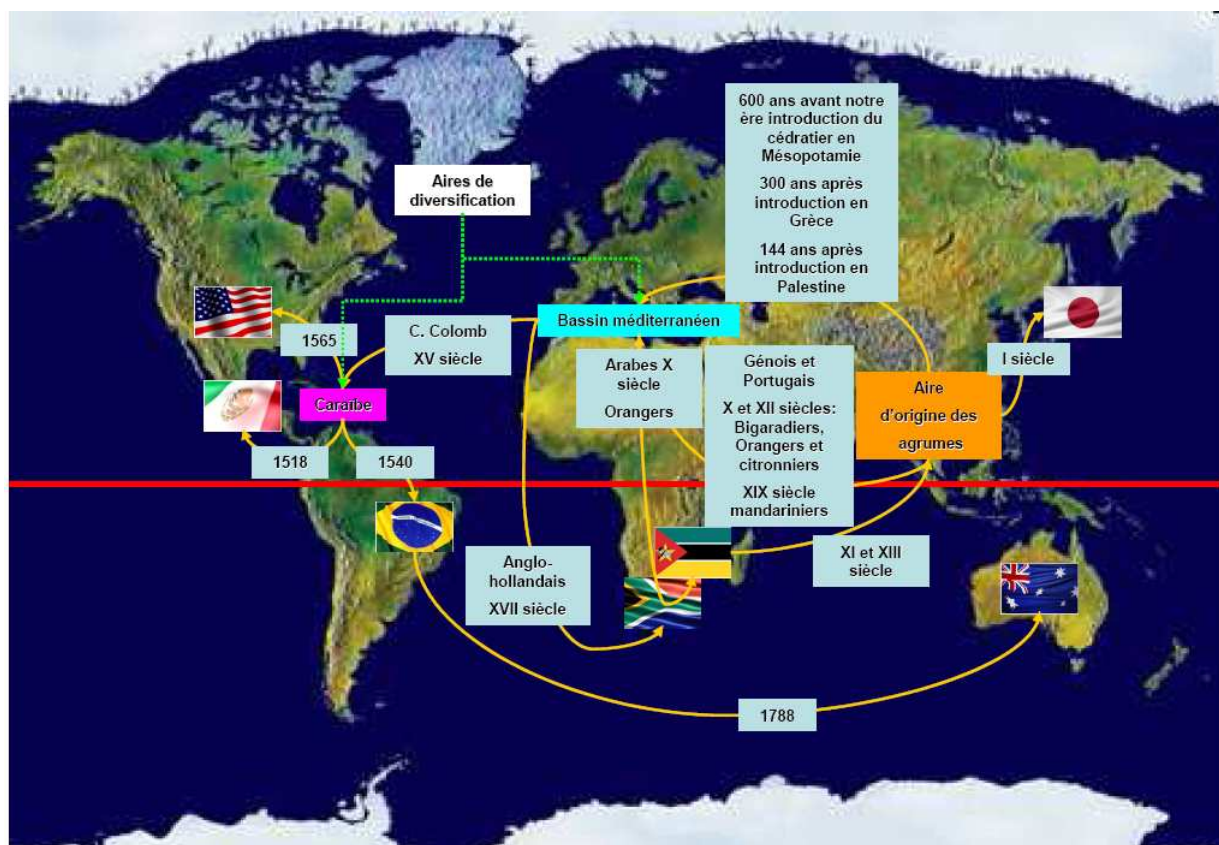 600 ans avant notre
ère introduction du
cédratier en
Mésopotamie
300 ans après
introduction en
Grèce
144 ans après
introduction en
Palestine
Aires de
diversification
Bassin méditerranéen
1565
C. Colomb
XV siècle
Arabes X
siècle
Orangers
Génois et
Portugais
X et XII siècles:
Bigaradiers,
Orangers et
citronniers
XIX siècle
mandariniers
I siècle
Aire
d'origine des
agrumes
Caraïbe
1518
1540
Anglo-
hollandais
XVII siècle
XI et XIII
siècle
1788